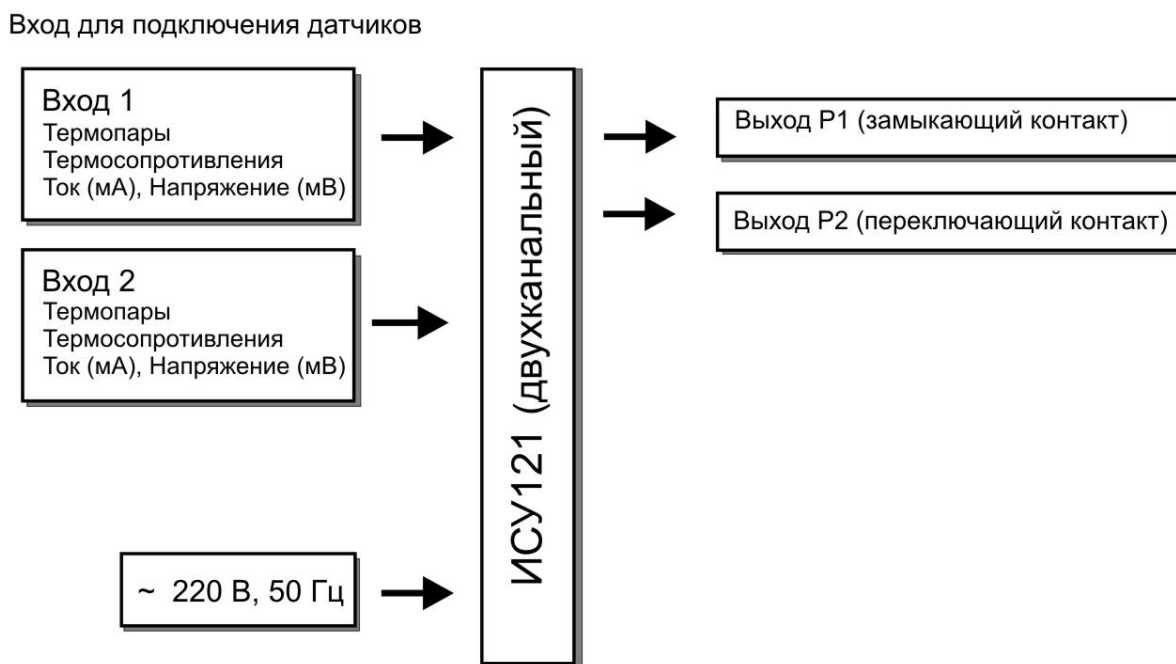 Вход для подключения датчиков
Вход 1
Термопары
Термосопротивления
Ток (мА), Напряжение (мВ)
Вход 2
Термопары
Термосопротивления
Ток (мА), Напряжение (мВ)
~ 220 В, 50 Гц
ИСУ121 (двухканальный)
Выход Р1 (замыкающий контакт)
Выход Р2 (переключающий контакт)